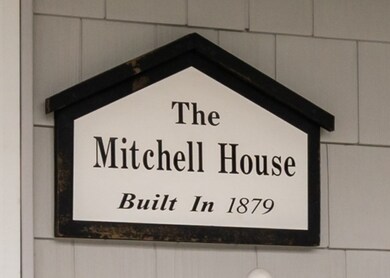 The
Mitchell House
Built In 1879